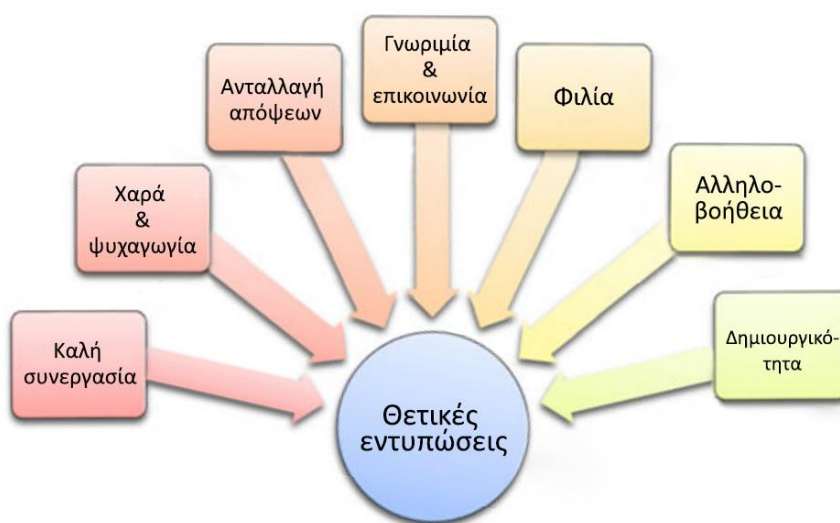 Καλή
συνεργασία
Χαρά
&
ψυχαγωγία
Ανταλλαγή
απόψεων
Γνωριμία
&
επικοινωνία
Φιλία
Αλληλο-
βοήθεια
Δημιουργικό-
τητα
Θετικές
εντυπώσεις